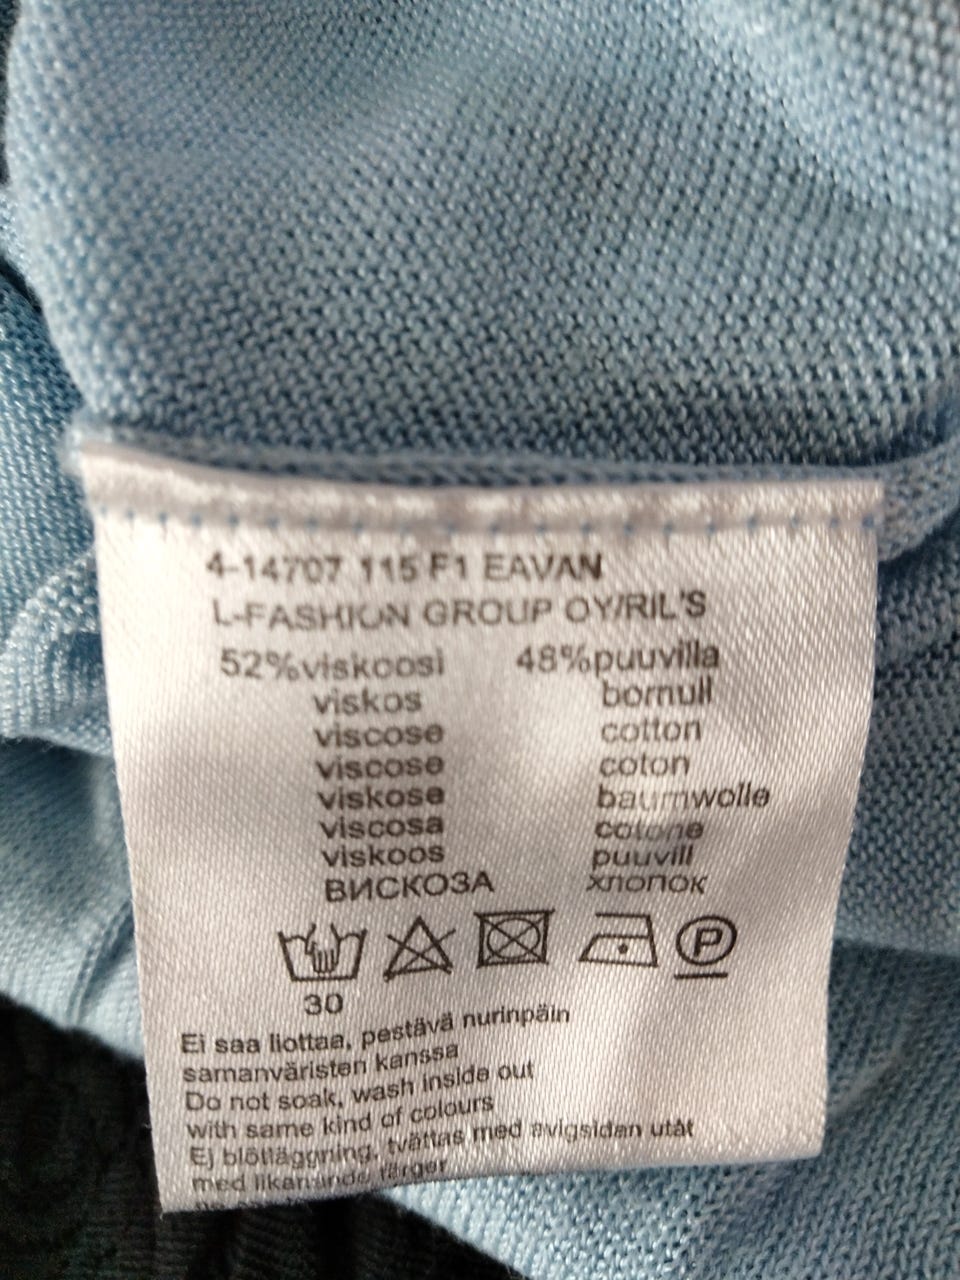 4-14707 115 F1 EAVAN
L-FASHION GROUP OY/RIL'S
52%viskoosi 48%puuvilla
viskos bomull
viscose cotton
viscose coton
viskose baumwolle
viscosa cotone
viskoos puuvill
ВИСКОЗА хлопок
P
30
Ei saa liottaa, pestävä nurinpäin
samanväristen kanssa
Do not soak, wash inside out
with same kind of colours
Ej blötläggning, tvättas med avigsidan utåt
med liknande färger